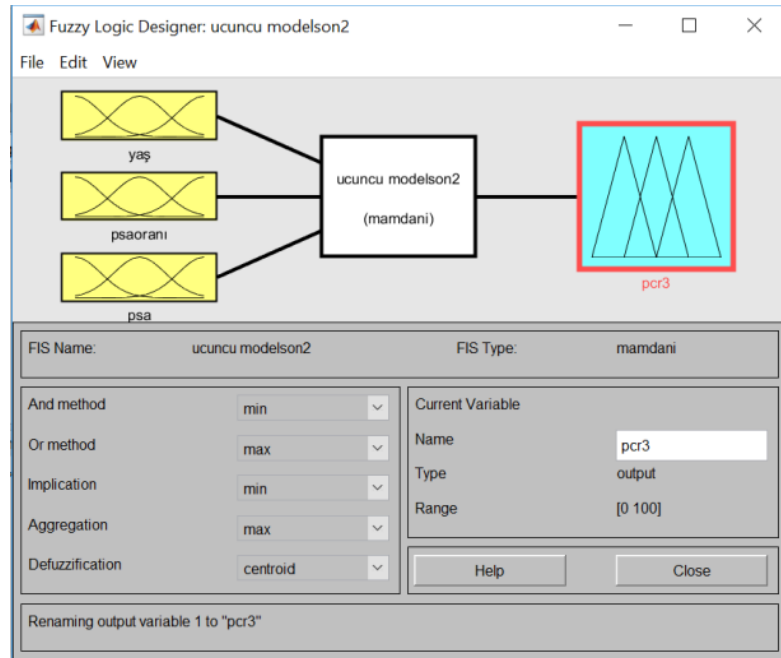 Fuzzy Logic Designer: ucuncu modelson2
File Edit View
yaş
psaoranı
psa
ucuncu modelson2
(mamdani)
pcr3
FIS Name: ucuncu modelson2 FIS Type: mamdani
And method min
Or method max
Implication min
Aggregation max
Defuzzification centroid
Current Variable
Name pcr3
Type output
Range [0 100]
Help Close
Renaming output variable 1 to "pcr3"